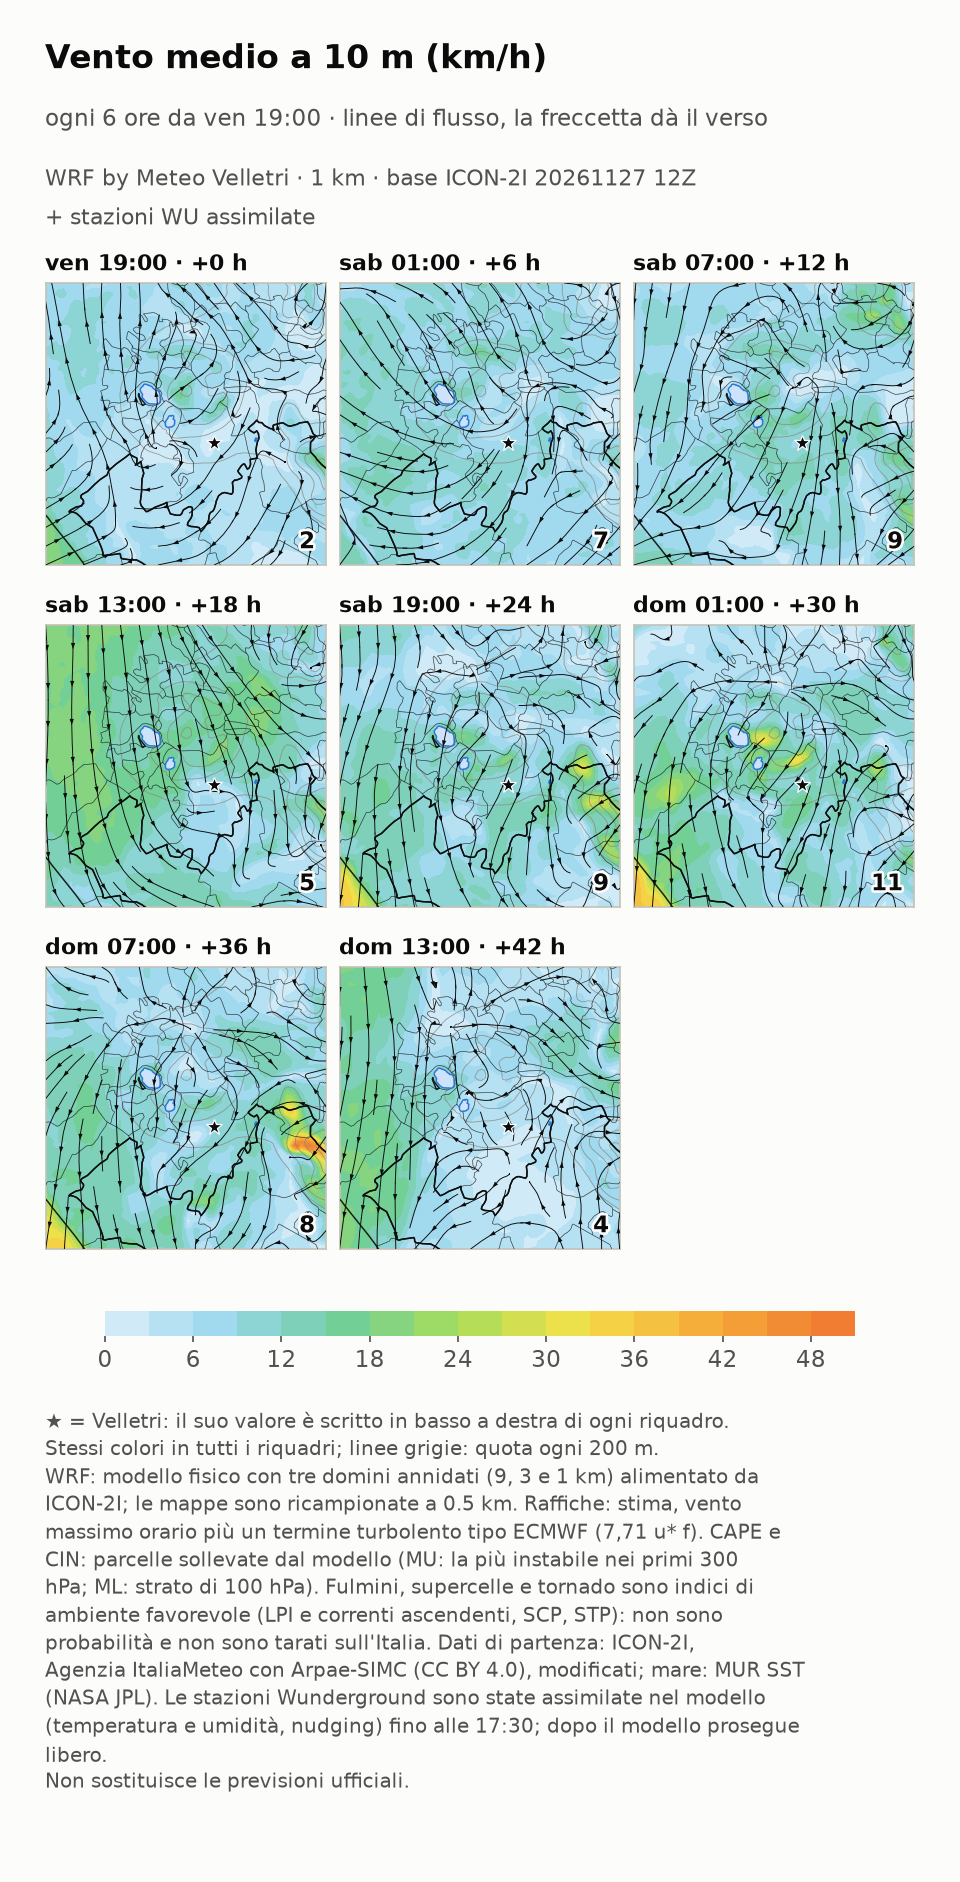 Vento medio a 10 m (km/h)
ogni 6 ore da ven 19:00 · linee di flusso, la freccetta dà il verso
WRF by Meteo Velletri · 1 km · base ICON-2I 20261127 12Z
+ stazioni WU assimilate
ven 19:00 · +0 h
sab 01:00 · +6 h
sab 07:00 · +12 h
2
7
9
sab 13:00 · +18 h
sab 19:00 · +24 h
dom 01:00 · +30 h
5
9
11
dom 07:00 · +36 h
dom 13:00 · +42 h
8
4
0 6 12 18 24 30 36 42 48
★ = Velletri: il suo valore è scritto in basso a destra di ogni riquadro.
Stessi colori in tutti i riquadri; linee grigie: quota ogni 200 m.
WRF: modello fisico con tre domini annidati (9, 3 e 1 km) alimentato da
ICON-2I; le mappe sono ricampionate a 0.5 km. Raffiche: stima, vento
massimo orario più un termine turbolento tipo ECMWF (7,71 u* f). CAPE e
CIN: parcelle sollevate dal modello (MU: la più instabile nei primi 300
hPa; ML: strato di 100 hPa). Fulmini, supercelle e tornado sono indici di
ambiente favorevole (LPI e correnti ascendenti, SCP, STP): non sono
probabilità e non sono tarati sull'Italia. Dati di partenza: ICON-2I,
Agenzia ItaliaMeteo con Arpae-SIMC (CC BY 4.0), modificati; mare: MUR SST
(NASA JPL). Le stazioni Wunderground sono state assimilate nel modello
(temperatura e umidità, nudging) fino alle 17:30; dopo il modello prosegue
libero.
Non sostituisce le previsioni ufficiali.